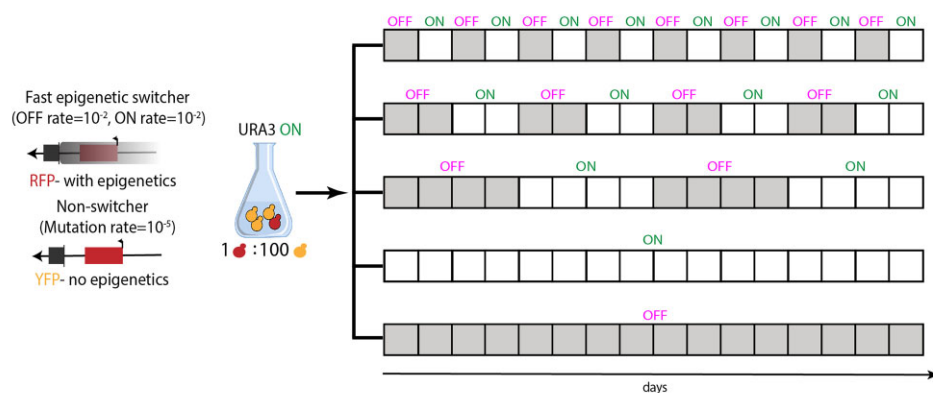 OFF ON OFF ON OFF ON OFF ON OFF ON OFF ON OFF ON OFF ON
Fast epigenetic switcher
(OFF rate=10⁻², ON rate=10⁻²)
RFP- with epigenetics
Non-switcher
(Mutation rate=10⁻⁵)
YFP- no epigenetics
URA3 ON
1 : 100
OFF ON OFF ON OFF ON OFF ON
OFF ON OFF ON
ON
OFF
days